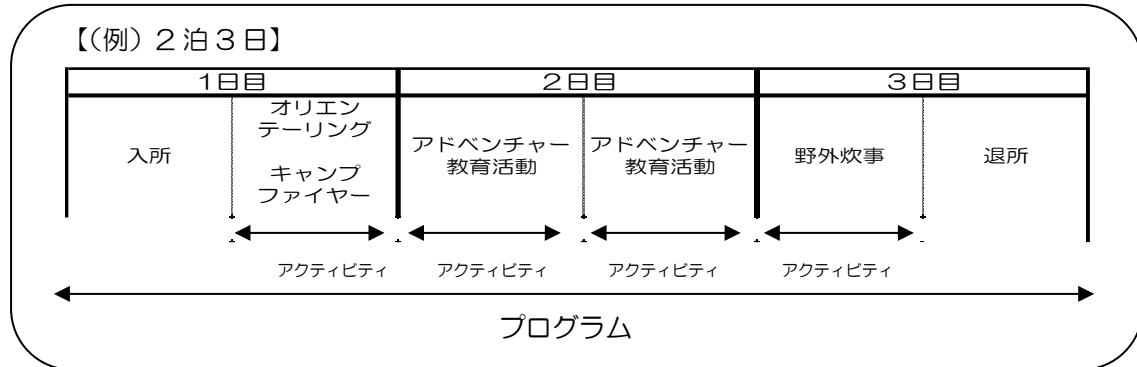 【(例)２泊３日】
１日目 ２日目 ３日目
入所
オリエン
テーリング
キャンプ
ファイヤー
アドベンチャー
教育活動
アドベンチャー
教育活動
野外炊事
退所
アクティビティ アクティビティ アクティビティ アクティビティ
プログラム